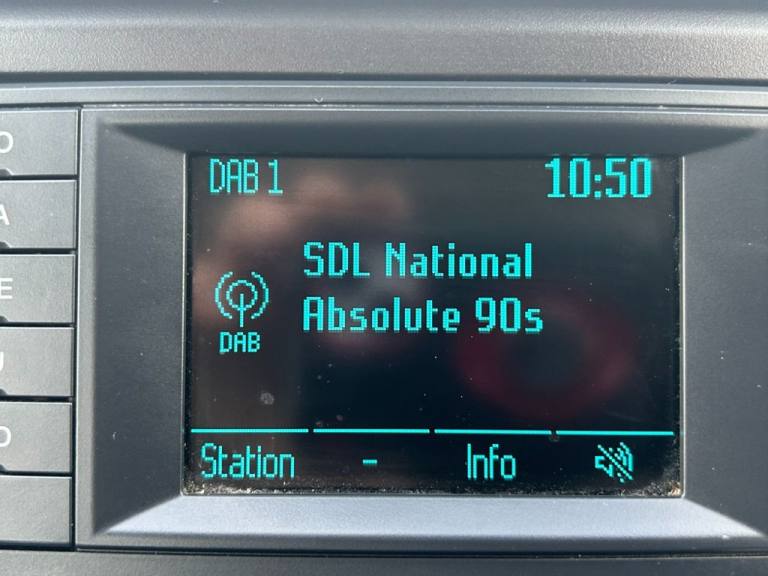 DAB 1
10:50
SDL National
Absolute 90s
DAB
Station
-
Info